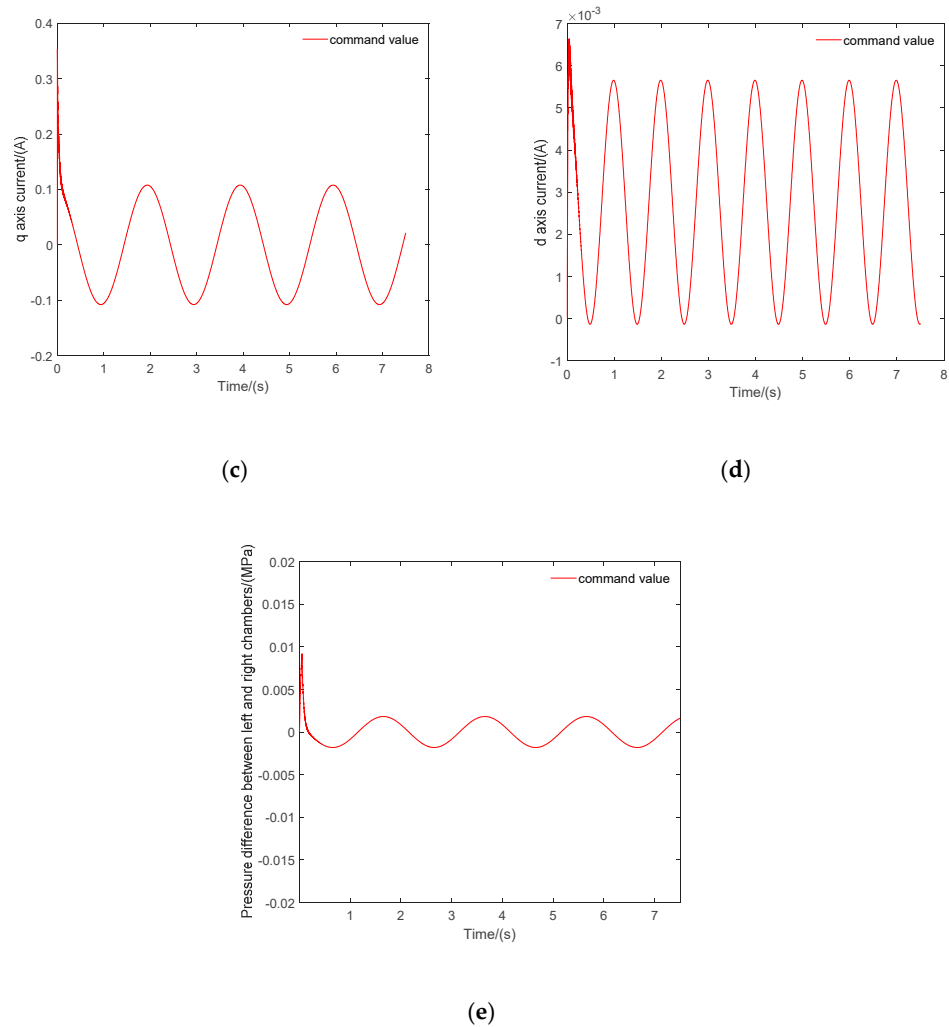 0.4
0.3
0.2
0.1
0
-0.1
-0.2
q axis current/(A)
command value
0 1 2 3 4 5 6 7 8
Time/(s)
(c)
×10-3
7
6
5
4
3
2
1
0
-1
d axis current/(A)
command value
0 1 2 3 4 5 6 7 8
Time/(s)
(d)
0.02
0.015
0.01
0.005
0
-0.005
-0.01
-0.015
-0.02
Pressure difference between left and right chambers/(MPa)
command value
1 2 3 4 5 6 7
Time/(s)
(e)